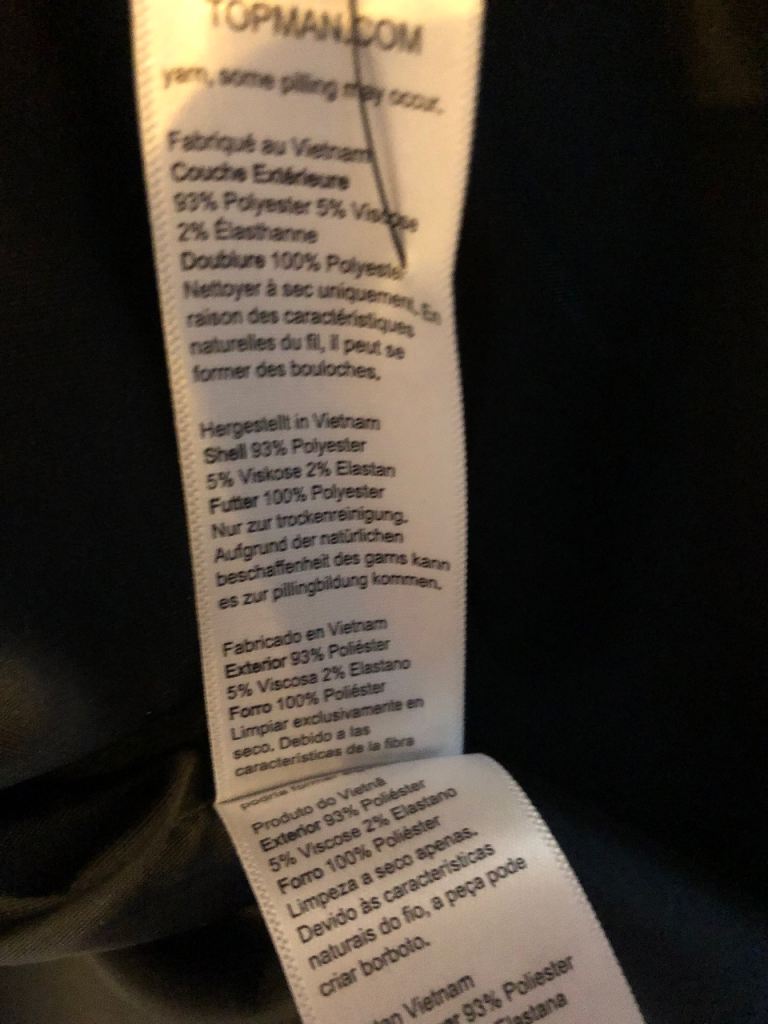 TOPMAN.COM
yarn, some pilling may occur.
Fabriqué au Vietnam
Couche Extérieure
93% Polyester 5% Viscose
2% Élasthanne
Doublure 100% Polyester
Nettoyer à sec uniquement. En
raison des caractéristiques
naturelles du fil, il peut se
former des bouloches.
Hergestellt in Vietnam
Shell 93% Polyester
5% Viskose 2% Elastan
Futter 100% Polyester
Nur zur trockenreinigung.
Aufgrund der natürlichen
beschaffenheit des garns kann
es zur pillingbildung kommen.
Fabricado en Vietnam
Exterior 93% Poliéster
5% Viscosa 2% Elastano
Forro 100% Poliéster
Limpiar exclusivamente en
seco. Debido a las
características de la fibra
podría formar
Produto do Vietnã
Exterior 93% Poliéster
5% Viscose 2% Elastano
Forro 100% Poliéster
Limpeza a seco apenas.
Devido às características
naturais do fio, a peça pode
criar borboto.
Vietnam
93% Poliester
Elastana